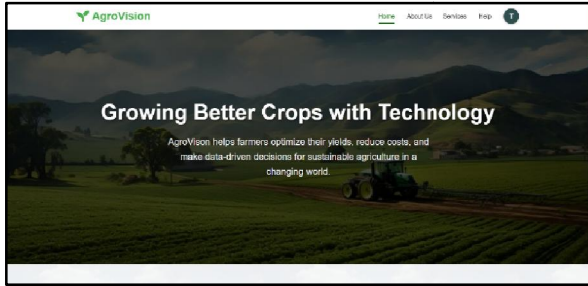 AgroVision
Home About Us Services Help T
Growing Better Crops with Technology
AgroVison helps farmers optimize their yields, reduce costs, and
make data-driven decisions for sustainable agriculture in a
changing world.